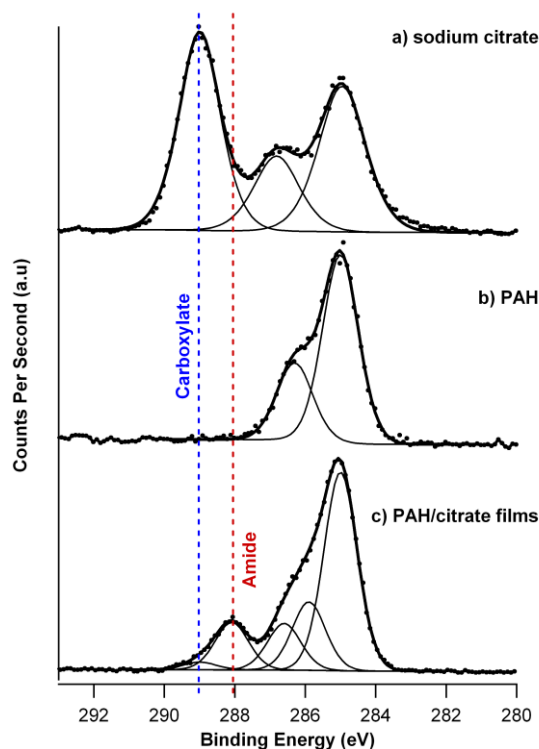 a) sodium citrate
b) PAH
Carboxylate
c) PAH/citrate films
Amide
Counts Per Second (a.u)
292 290 288 286 284 282 280
Binding Energy (eV)